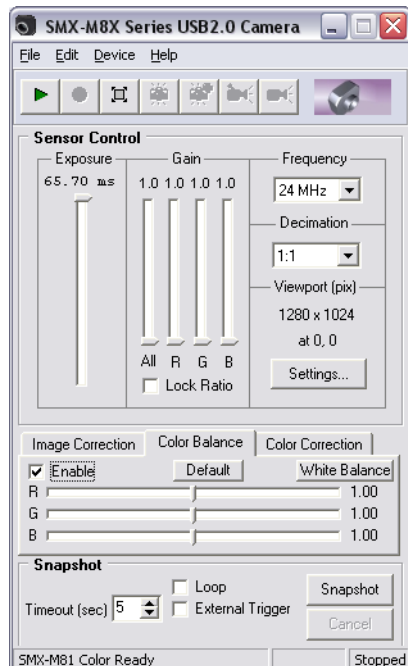 SMX-M8X Series USB2.0 Camera
File Edit Device Help
Sensor Control
Exposure Gain Frequency
65.70 ms 1.0 1.0 1.0 1.0
24 MHz
Decimation
1:1
Viewport (pix)
1280 x 1024
at 0, 0
All R G B
Settings...
Lock Ratio
Image Correction Color Balance Color Correction
Enable Default White Balance
R 1.00
G 1.00
B 1.00
Snapshot
Loop Snapshot
Timeout (sec) 5 External Trigger
Cancel
SMX-M81 Color Ready Stopped